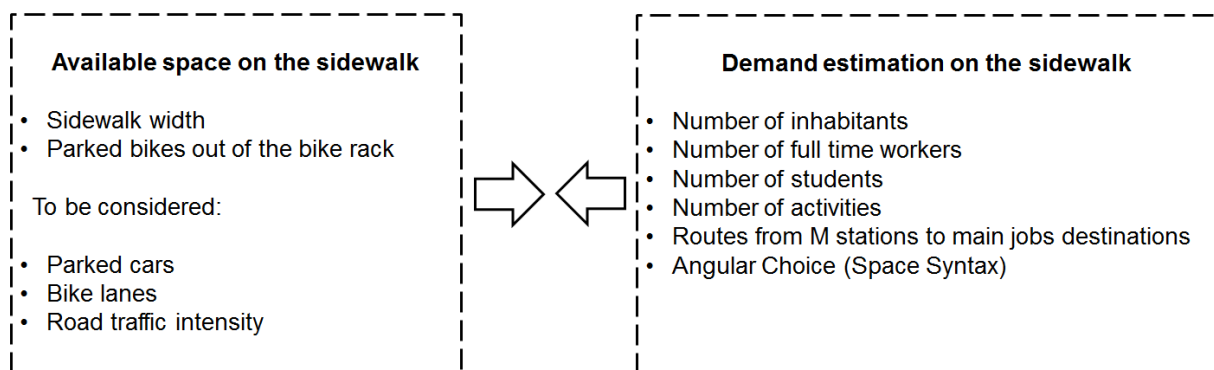 Available space on the sidewalk
• Sidewalk width
• Parked bikes out of the bike rack
To be considered:
• Parked cars
• Bike lanes
• Road traffic intensity
Demand estimation on the sidewalk
• Number of inhabitants
• Number of full time workers
• Number of students
• Number of activities
• Routes from M stations to main jobs destinations
• Angular Choice (Space Syntax)